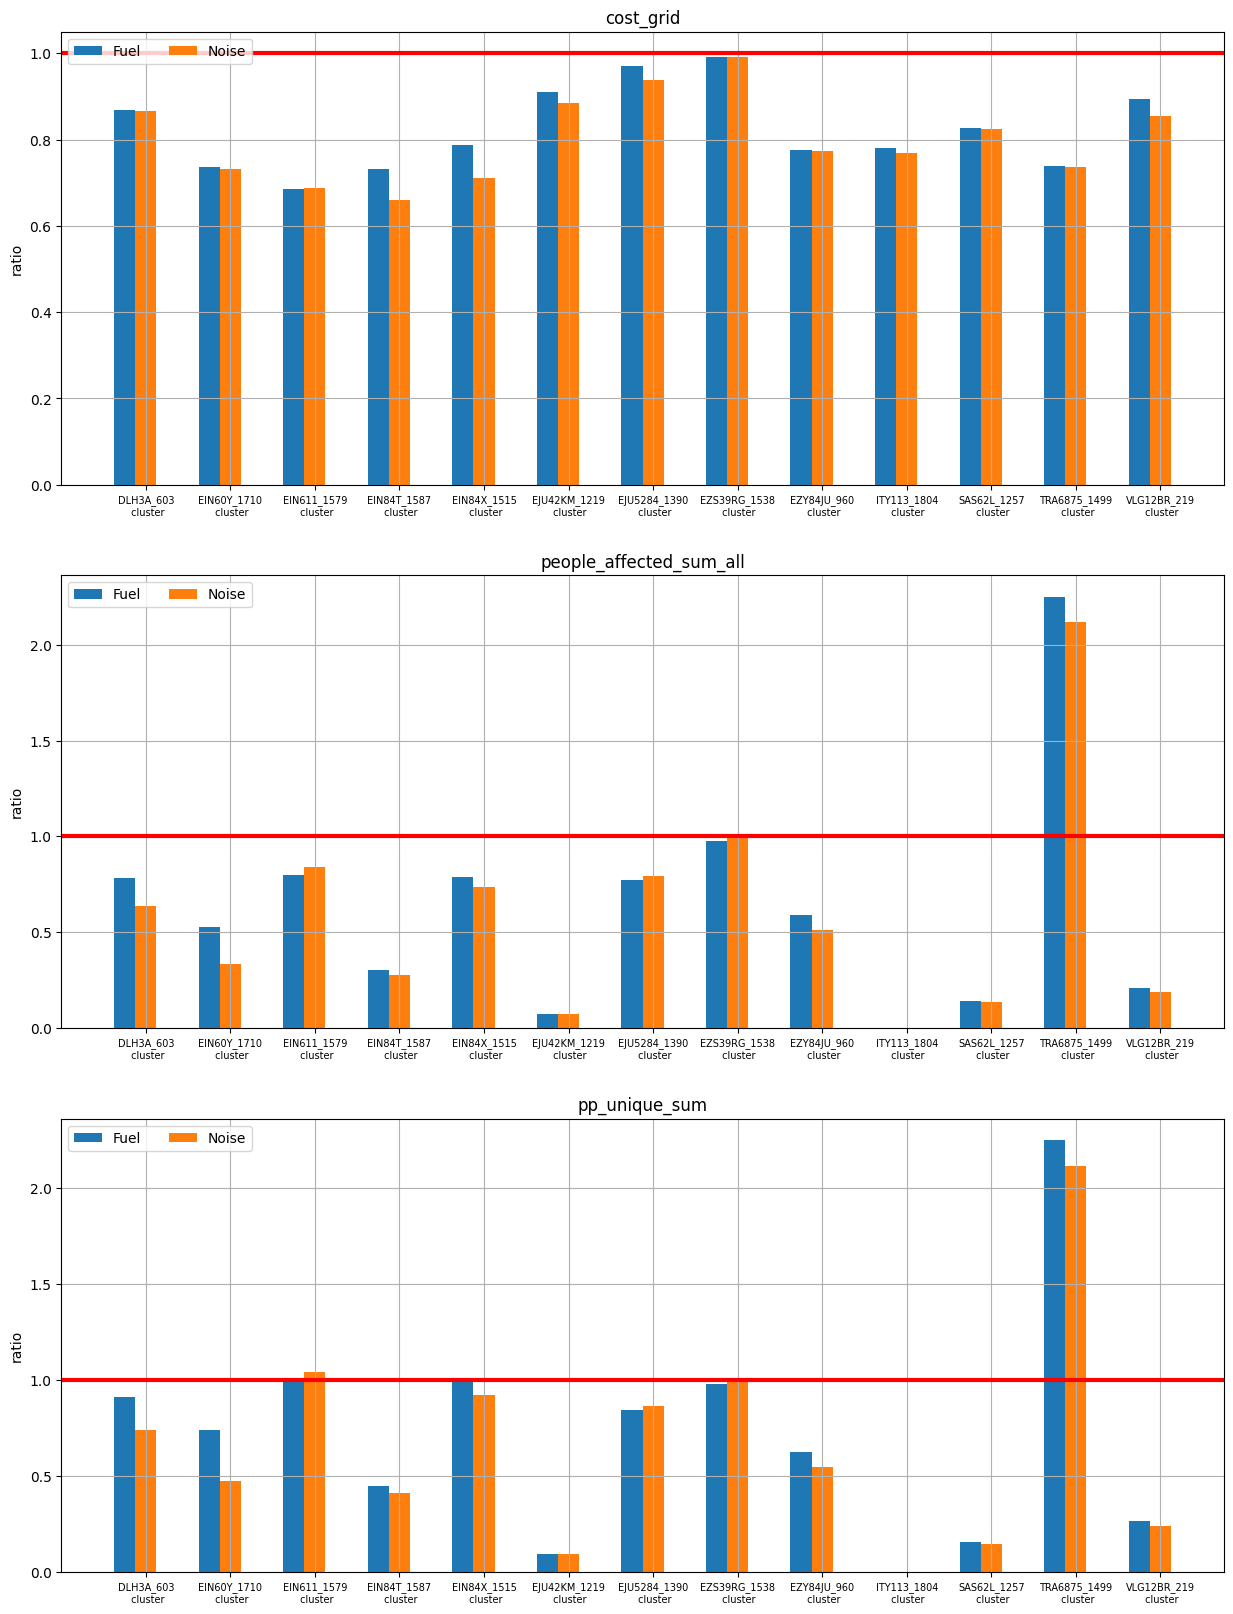 cost_grid
Fuel Noise
1.0
0.8
0.6
0.4
0.2
0.0
ratio
DLH3A_603 EIN60Y_1710 EIN611_1579 EIN84T_1587 EIN84X_1515 EJU42KM_1219 EJU5284_1390 EZS39RG_1538 EZY84JU_960 ITY113_1804 SAS62L_1257 TRA6875_1499 VLG12BR_219
cluster cluster cluster cluster cluster cluster cluster cluster cluster cluster cluster cluster cluster
people_affected_sum_all
Fuel Noise
2.0
1.5
1.0
0.5
0.0
ratio
DLH3A_603 EIN60Y_1710 EIN611_1579 EIN84T_1587 EIN84X_1515 EJU42KM_1219 EJU5284_1390 EZS39RG_1538 EZY84JU_960 ITY113_1804 SAS62L_1257 TRA6875_1499 VLG12BR_219
cluster cluster cluster cluster cluster cluster cluster cluster cluster cluster cluster cluster cluster
pp_unique_sum
Fuel Noise
2.0
1.5
1.0
0.5
0.0
ratio
DLH3A_603 EIN60Y_1710 EIN611_1579 EIN84T_1587 EIN84X_1515 EJU42KM_1219 EJU5284_1390 EZS39RG_1538 EZY84JU_960 ITY113_1804 SAS62L_1257 TRA6875_1499 VLG12BR_219
cluster cluster cluster cluster cluster cluster cluster cluster cluster cluster cluster cluster cluster